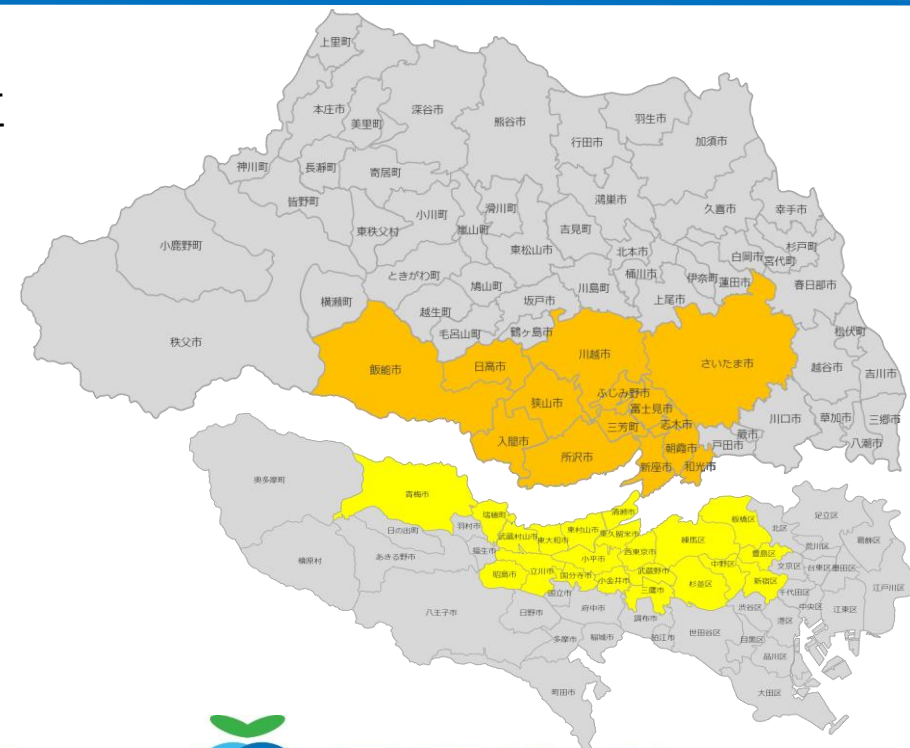 上里町
本庄市
美里町
深谷市
熊谷市
行田市
羽生市
加須市
神川町
長瀞町
寄居町
皆野町
小鹿野町
東秩父村
小川町
嵐山町
滑川町
吉見町
鴻巣市
久喜市
幸手市
東松山市
北本市
白岡市
杉戸町
宮代町
ときがわ町
鳩山町
川島町
桶川市
伊奈町
蓮田市
春日部市
横瀬町
越生町
坂戸市
上尾市
毛呂山町
鶴ヶ島市
松伏町
秩父市
飯能市
日高市
川越市
さいたま市
越谷市
吉川市
狭山市
ふじみ野市
富士見市
三芳町
志木市
川口市
草加市
三郷市
入間市
所沢市
朝霞市
新座市
和光市
戸田市
蕨市
八潮市
奥多摩町
青梅市
瑞穂町
清瀬市
板橋区
足立区
日の出町
羽村市
武蔵村山市
東大和市
東村山市
東久留米市
北区
荒川区
葛飾区
檜原村
あきる野市
福生市
小平市
西東京市
練馬区
豊島区
文京区
台東区
墨田区
昭島市
立川市
国分寺市
小金井市
武蔵野市
中野区
新宿区
江戸川区
国立市
三鷹市
杉並区
千代田区
八王子市
日野市
府中市
調布市
渋谷区
中央区
江東区
港区
多摩市
稲城市
狛江市
世田谷区
目黒区
品川区
町田市
大田区